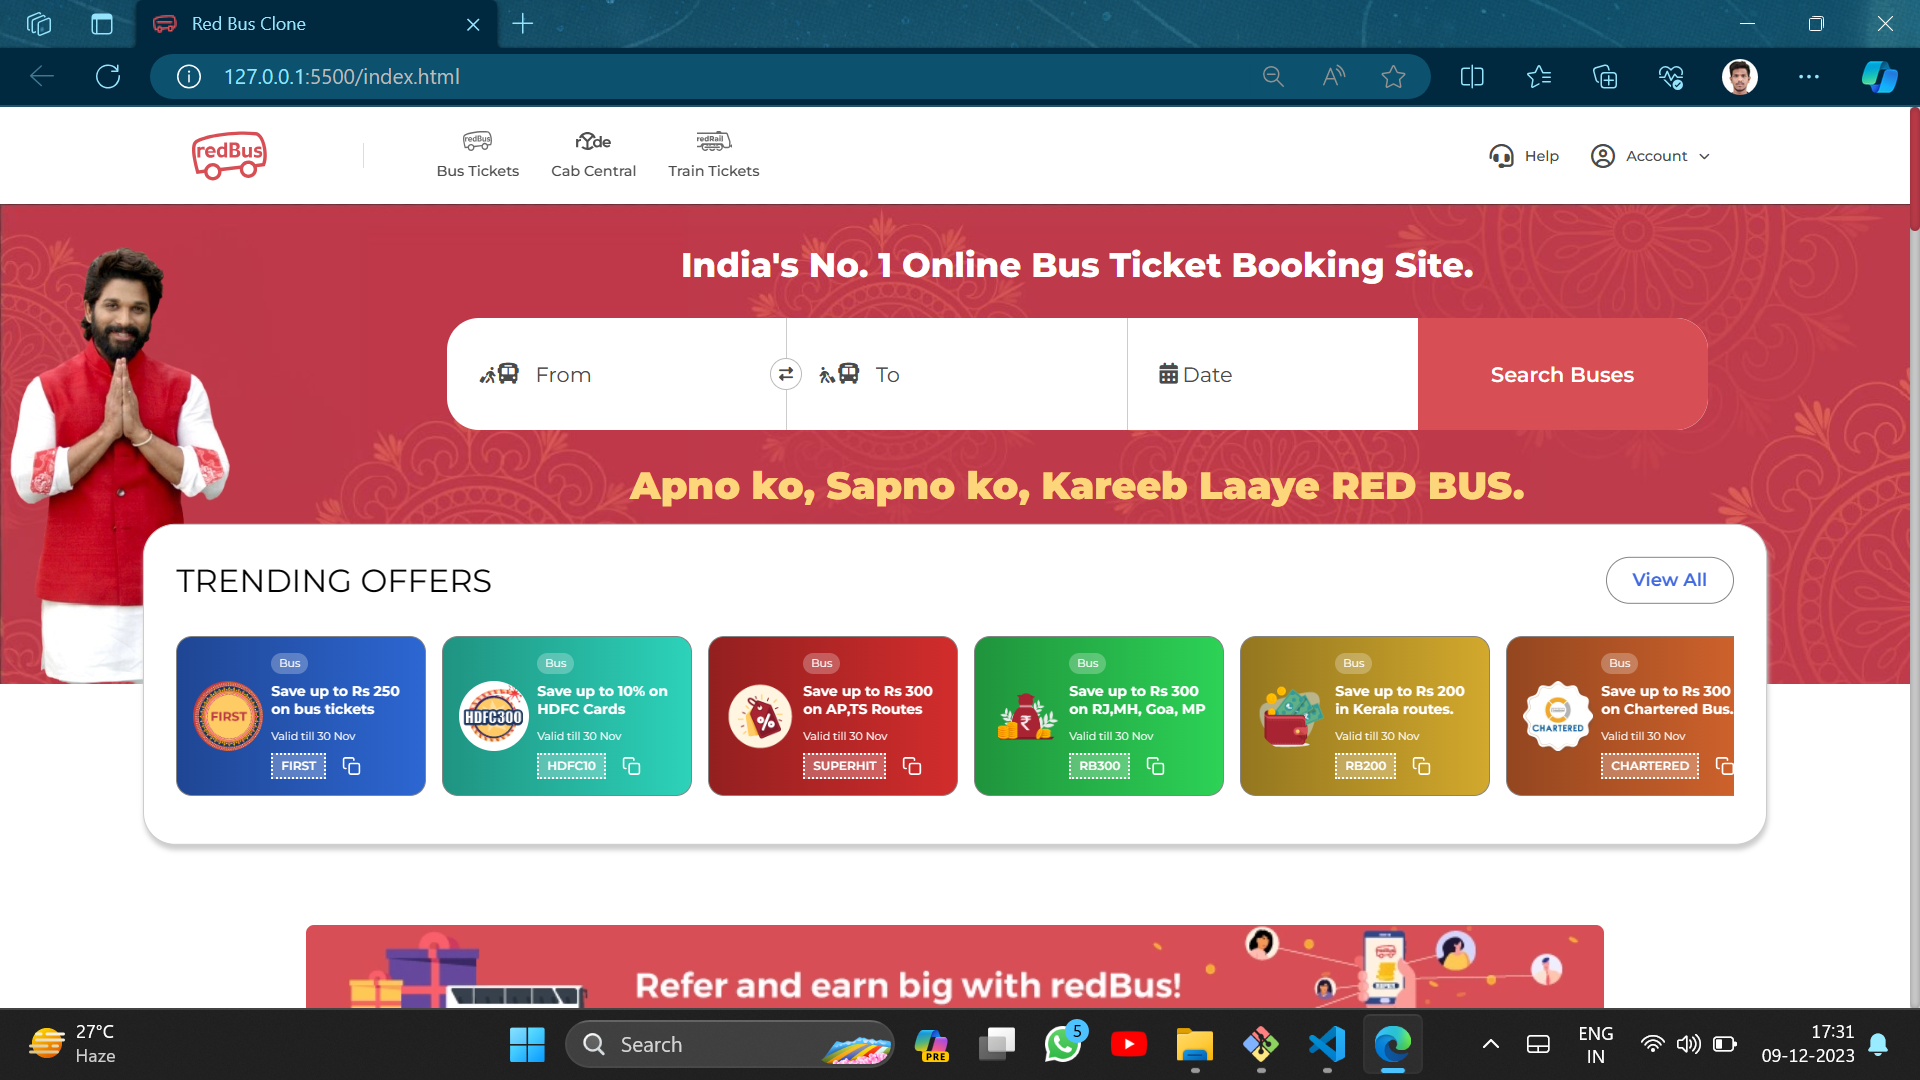 Red Bus Clone
127.0.0.1:5500/index.html
redBus
redBus
Bus Tickets
rYde
Cab Central
redRail
Train Tickets
Help
Account
India's No. 1 Online Bus Ticket Booking Site.
From
To
Date
Search Buses
Apno ko, Sapno ko, Kareeb Laaye RED BUS.
TRENDING OFFERS
View All
FIRST
Bus
Save up to Rs 250
on bus tickets
Valid till 30 Nov
FIRST
HDFC300
Bus
Save up to 10% on
HDFC Cards
Valid till 30 Nov
HDFC10
Bus
Save up to Rs 300
on AP,TS Routes
Valid till 30 Nov
SUPERHIT
Bus
Save up to Rs 300
on RJ,MH, Goa, MP
Valid till 30 Nov
RB300
Bus
Save up to Rs 200
in Kerala routes.
Valid till 30 Nov
RB200
CHARTERED
Bus
Save up to Rs 300
on Chartered Bus.
Valid till 30 Nov
CHARTERED
Refer and earn big with redBus!
27°C
Haze
Search
PRE
5
ENG
IN
17:31
09-12-2023